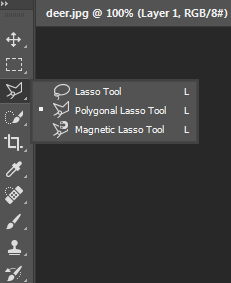 deer.jpg @ 100% (Layer 1, RGB/8#)
Lasso Tool L
Polygonal Lasso Tool L
Magnetic Lasso Tool L